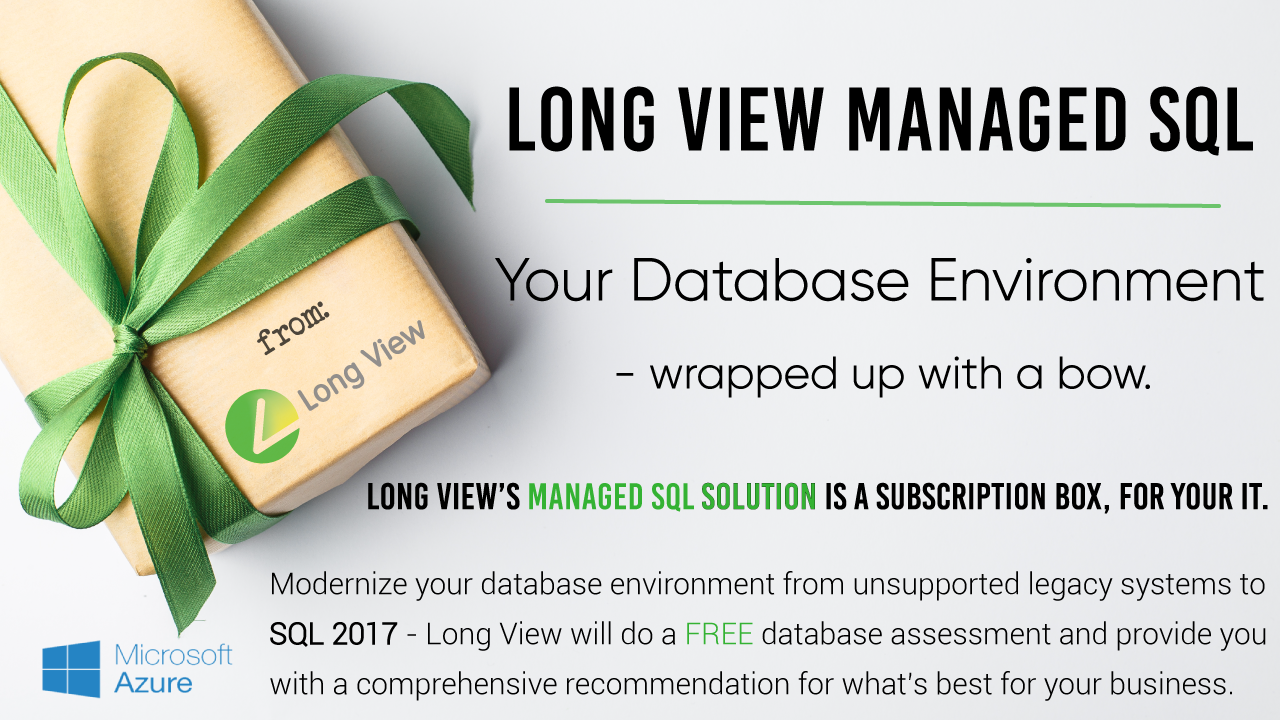 LONG VIEW MANAGED SQL
Your Database Environment
- wrapped up with a bow.
from:
Long View
LONG VIEW'S MANAGED SQL SOLUTION IS A SUBSCRIPTION BOX, FOR YOUR IT.
Modernize your database environment from unsupported legacy systems to
SQL 2017 - Long View will do a FREE database assessment and provide you
with a comprehensive recommendation for what's best for your business.
Microsoft
Azure